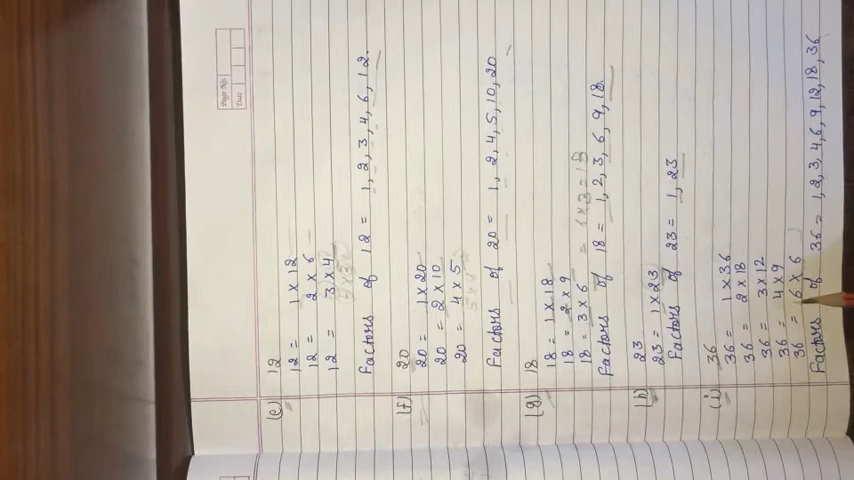 Page No.
Date
(e) 12
12 = 1 x 12
12 = 2 x 6
12 = 3 x 4
Factors of 12 = 1, 2, 3, 4, 6, 12.
(f) 20
20 = 1 x 20
20 = 2 x 10
20 = 4 x 5
Factors of 20 = 1, 2, 4, 5, 10, 20
(g) 18
18 = 1 x 18
18 = 2 x 9
18 = 3 x 6 = 6 x 3 = 18
Factors of 18 = 1, 2, 3, 6, 9, 18.
(h) 23
23 = 1 x 23
Factors of 23 = 1, 23
(i) 36
36 = 1 x 36
36 = 2 x 18
36 = 3 x 12
36 = 4 x 9
36 = 6 x 6
Factors of 36 = 1, 2, 3, 4, 6, 9, 12, 18, 36